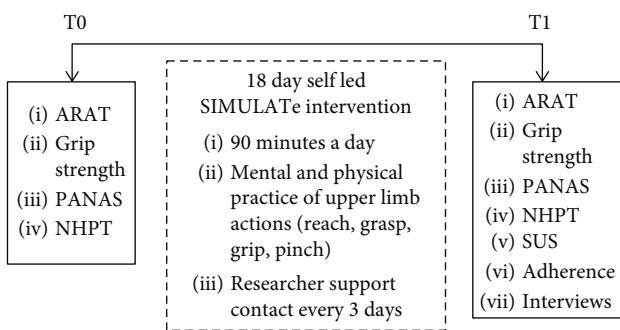 T0
T1
(i) ARAT
(ii) Grip
strength
(iii) PANAS
(iv) NHPT
18 day self led
SIMULATe intervention
(i) 90 minutes a day
(ii) Mental and physical
practice of upper limb
actions (reach, grasp,
grip, pinch)
(iii) Researcher support
contact every 3 days
(i) ARAT
(ii) Grip
strength
(iii) PANAS
(iv) NHPT
(v) SUS
(vi) Adherence
(vii) Interviews